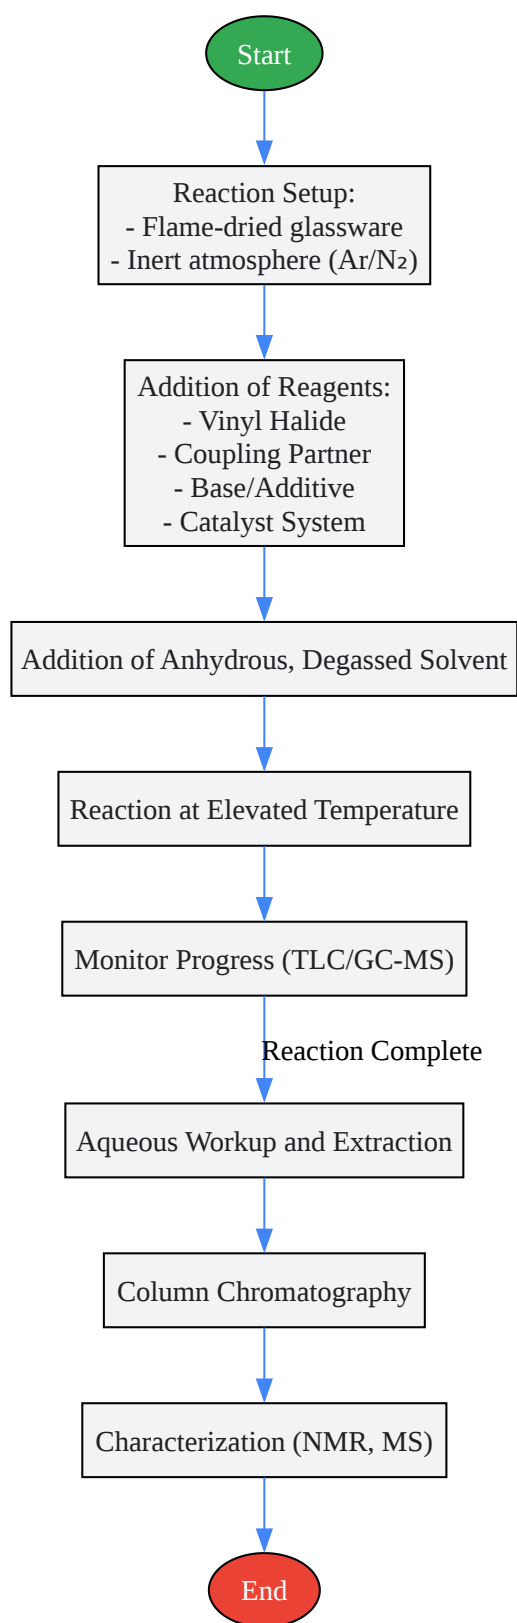 Start
Reaction Setup:
- Flame-dried glassware
- Inert atmosphere (Ar/N₂)
Addition of Reagents:
- Vinyl Halide
- Coupling Partner
- Base/Additive
- Catalyst System
Addition of Anhydrous, Degassed Solvent
Reaction at Elevated Temperature
Monitor Progress (TLC/GC-MS)
Reaction Complete
Aqueous Workup and Extraction
Column Chromatography
Characterization (NMR, MS)
End